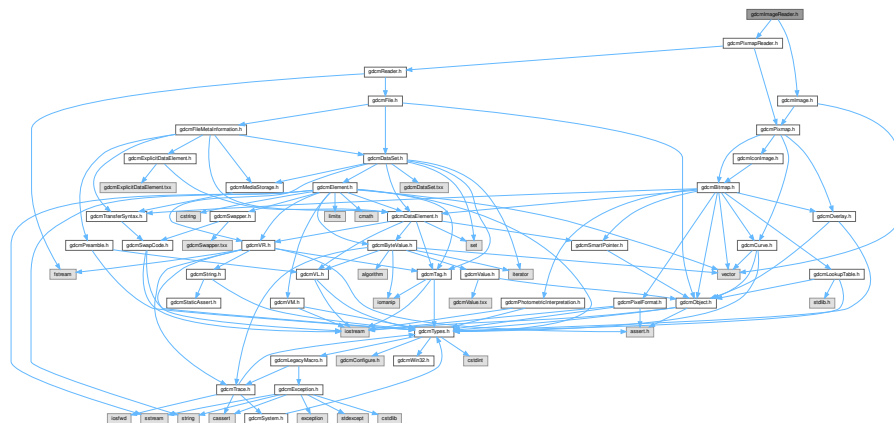 gdcmImageReader.h
gdcmPixmapReader.h
gdcmReader.h
gdcmFile.h
gdcmImage.h
gdcmFileMetaInformation.h
gdcmPixmap.h
gdcmExplicitDataElement.h
gdcmDataSet.h
gdcmIconImage.h
gdcmExplicitDataElement.txx
gdcmMediaStorage.h
gdcmElement.h
gdcmDataSet.txx
gdcmBitmap.h
gdcmTransferSyntax.h
cstring
gdcmSwapper.h
limits
cmath
gdcmDataElement.h
gdcmOverlay.h
gdcmPreamble.h
gdcmSwapCode.h
gdcmSwapper.txx
gdcmVR.h
gdcmByteValue.h
set
gdcmSmartPointer.h
gdcmCurve.h
fstream
gdcmString.h
gdcmVL.h
algorithm
gdcmTag.h
gdcmValue.h
iterator
vector
gdcmLookupTable.h
gdcmStaticAssert.h
gdcmVM.h
iomanip
gdcmValue.txx
gdcmPhotometricInterpretation.h
gdcmPixelFormat.h
gdcmObject.h
stdlib.h
iostream
gdcmTypes.h
assert.h
gdcmLegacyMacro.h
gdcmConfigure.h
gdcmWin32.h
cstdint
gdcmTrace.h
gdcmException.h
iosfwd
sstream
string
cassert
gdcmSystem.h
exception
stdexcept
cstdlib